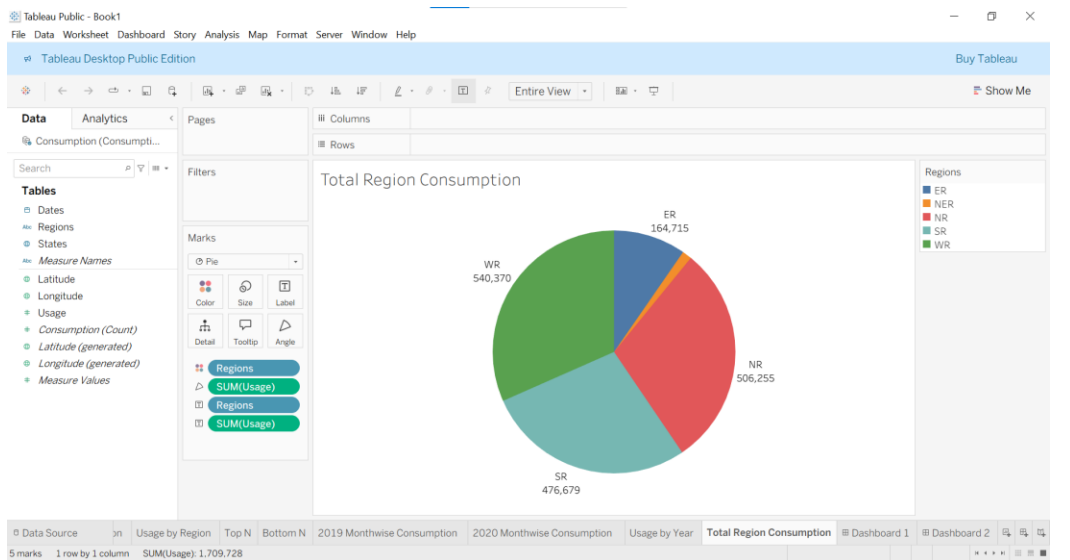 Tableau Public - Book1
File Data Worksheet Dashboard Story Analysis Map Format Server Window Help
Tableau Desktop Public Edition
Buy Tableau
Entire View
Show Me
Data
Analytics
Consumption (Consumpti...
Search
Tables
Dates
Abc Regions
States
Abc Measure Names
Latitude
Longitude
# Usage
# Consumption (Count)
Latitude (generated)
Longitude (generated)
# Measure Values
Pages
Filters
Marks
Pie
Color Size Label
Detail Tooltip Angle
Regions
SUM(Usage)
Regions
SUM(Usage)
Columns
Rows
Total Region Consumption
ER
164,715
WR
540,370
NR
506,255
SR
476,679
Regions
ER
NER
NR
SR
WR
Data Source on Usage by Region Top N Bottom N 2019 Monthwise Consumption 2020 Monthwise Consumption Usage by Year Total Region Consumption Dashboard 1 Dashboard 2
5 marks 1 row by 1 column SUM(Usage): 1,709,728